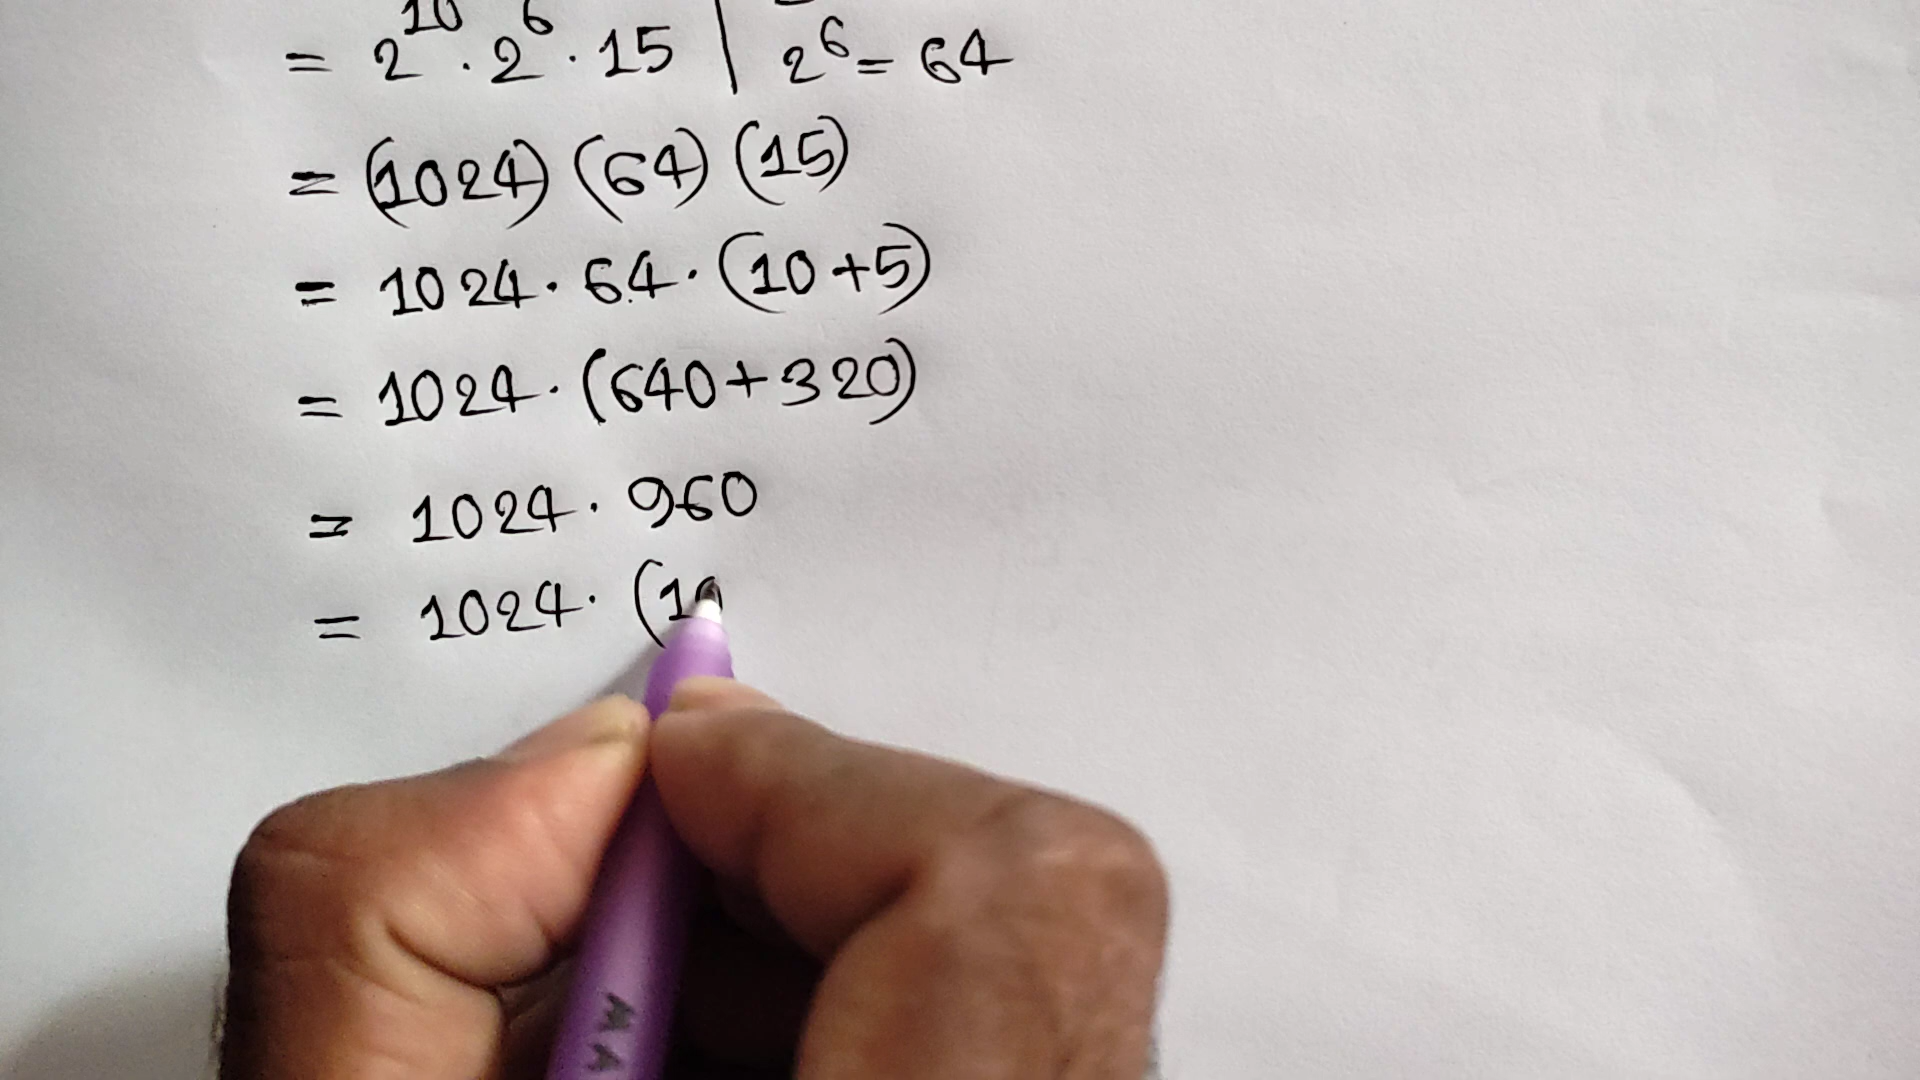 = 2^10 . 2^6 . 15 | 2^6 = 64
= (1024) (64) (15)
= 1024 . 64 . (10+5)
= 1024 . (640+320)
= 1024 . 960
= 1024 . (10